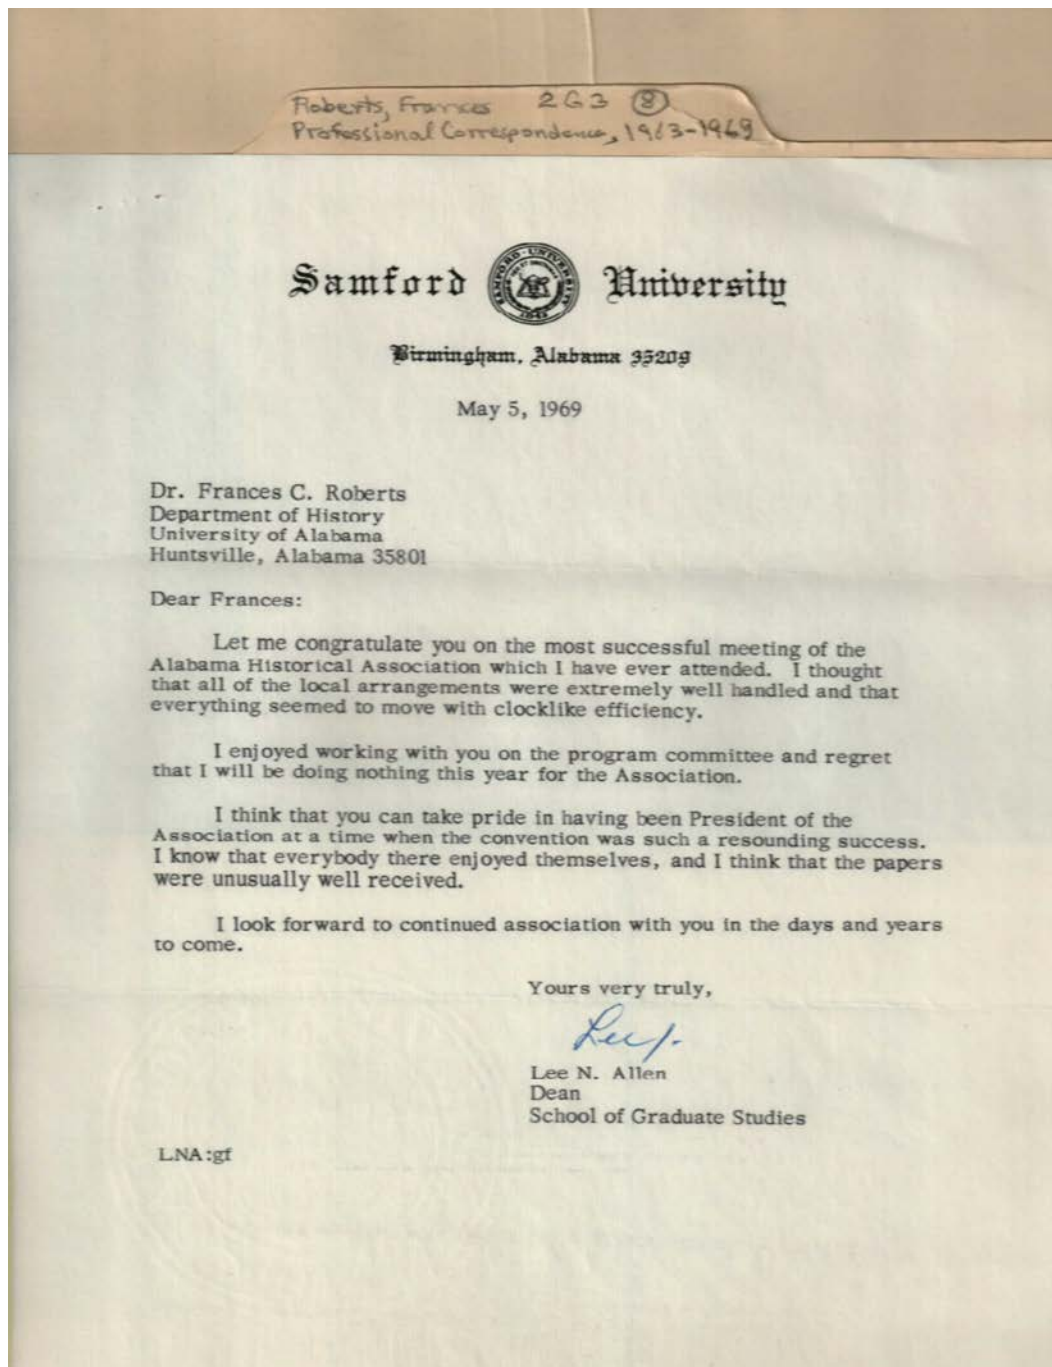 Roberts, Frances 2G3 8
Professional Correspondence, 1963-1969
Samford University
SAMFORD UNIVERSITY
1841
Birmingham, Alabama 35209
May 5, 1969
Dr. Frances C. Roberts
Department of History
University of Alabama
Huntsville, Alabama 35801
Dear Frances:
Let me congratulate you on the most successful meeting of the
Alabama Historical Association which I have ever attended. I thought
that all of the local arrangements were extremely well handled and that
everything seemed to move with clocklike efficiency.
I enjoyed working with you on the program committee and regret
that I will be doing nothing this year for the Association.
I think that you can take pride in having been President of the
Association at a time when the convention was such a resounding success.
I know that everybody there enjoyed themselves, and I think that the papers
were unusually well received.
I look forward to continued association with you in the days and years
to come.
Yours very truly,
Lee
Lee N. Allen
Dean
School of Graduate Studies
LNA:gf